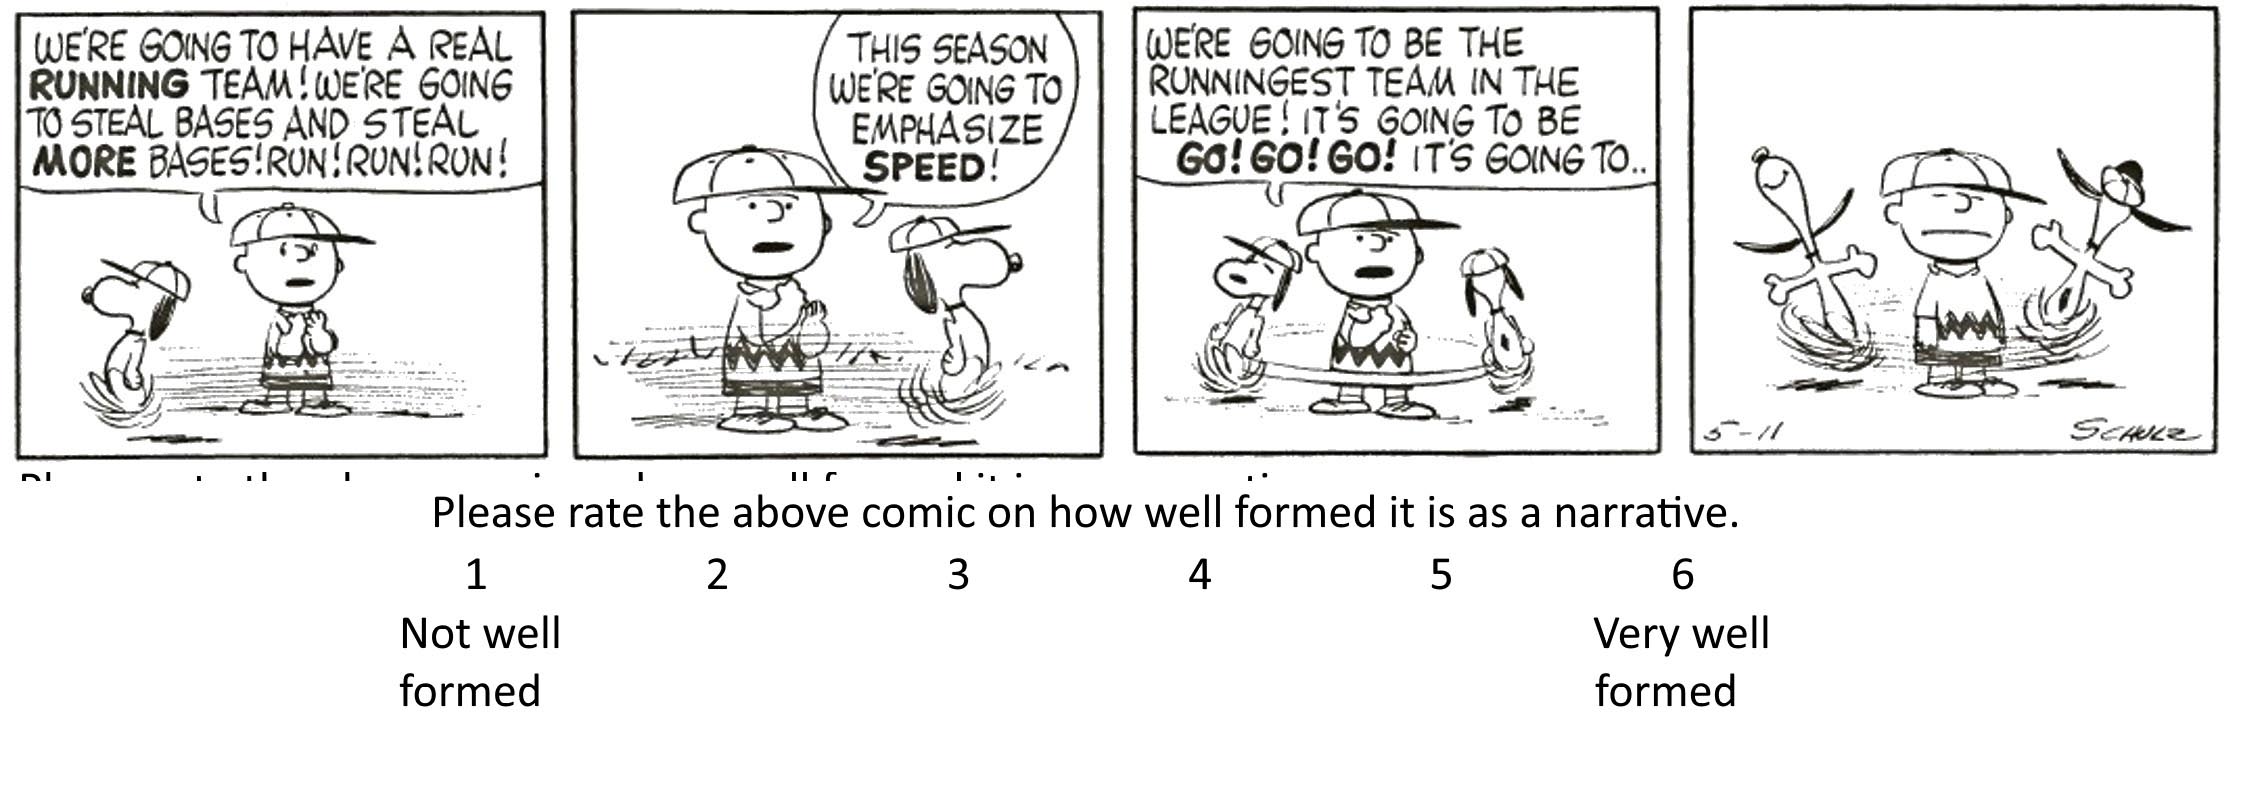 WE'RE GOING TO HAVE A REAL
RUNNING TEAM! WE'RE GOING
TO STEAL BASES AND STEAL
MORE BASES! RUN! RUN! RUN!
THIS SEASON
WE'RE GOING TO
EMPHASIZE
SPEED!
WE'RE GOING TO BE THE
RUNNINGEST TEAM IN THE
LEAGUE! IT'S GOING TO BE
GO! GO! GO! IT'S GOING TO..
5-11
SCHULZ
Please rate the above comic on how well formed it is as a narrative.
1 2 3 4 5 6
Not well
formed
Very well
formed